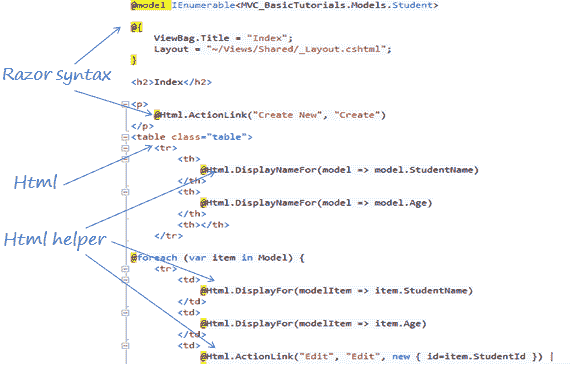 @model IEnumerable<MVC_BasicTutorials.Models.Student>
@{
ViewBag.Title = "Index";
Layout = "~/Views/Shared/_Layout.cshtml";
}
Razor syntax
<h2>Index</h2>
<p>
@Html.ActionLink("Create New", "Create")
</p>
<table class="table">
<tr>
<th>
Html
@Html.DisplayNameFor(model => model.StudentName)
</th>
<th>
@Html.DisplayNameFor(model => model.Age)
</th>
<th></th>
Html helper
</tr>
@foreach (var item in Model) {
<tr>
<td>
@Html.DisplayFor(modelItem => item.StudentName)
</td>
<td>
@Html.DisplayFor(modelItem => item.Age)
</td>
<td>
@Html.ActionLink("Edit", "Edit", new { id=item.StudentId }) |